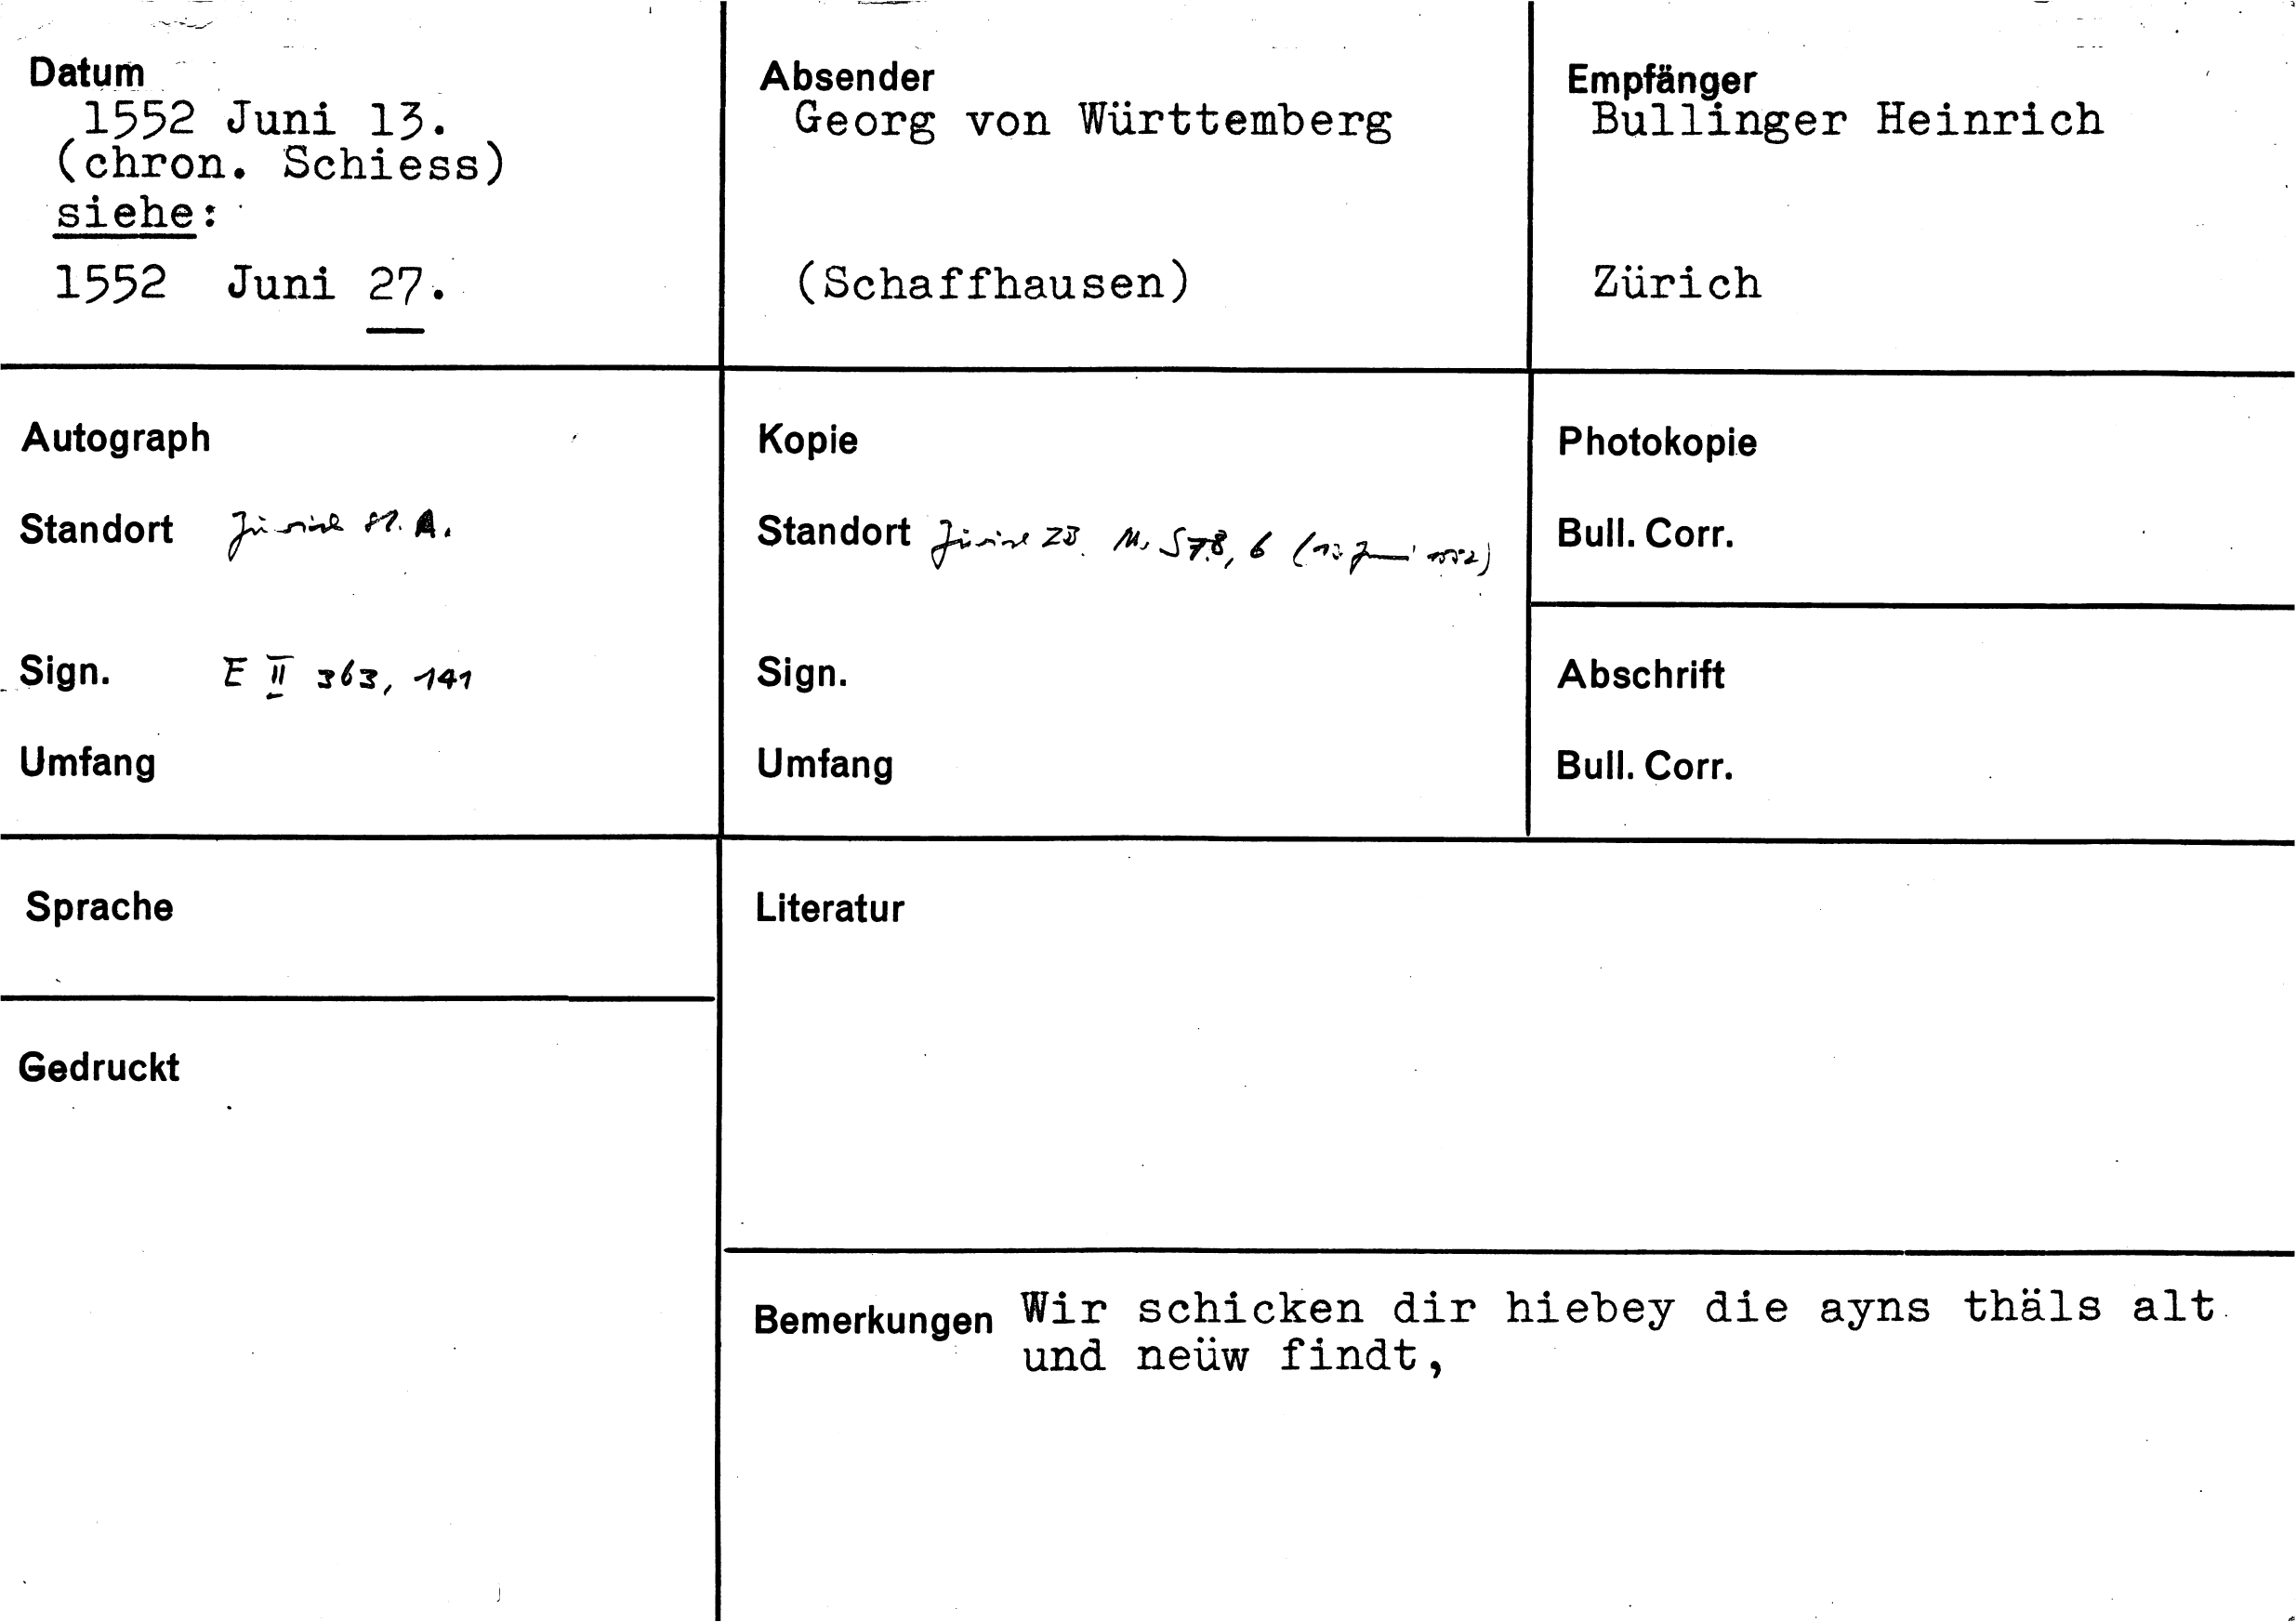 Datum
1552 Juni 13.
(chron. Schiess)
siehe:
1552 Juni 27.
Absender
Georg von Württemberg
(Schaffhausen)
Empfänger
Bullinger Heinrich
Zürich
Autograph
Standort Zürich St. A.
Sign. E II 363, 141
Umfang
Kopie
Standort Zürich ZB. Ms S 78, 6 (13 Juni 1552)
Sign.
Umfang
Photokopie
Bull. Corr.
Abschrift
Bull. Corr.
Sprache
Gedruckt
Literatur
Bemerkungen Wir schicken dir hiebey die ayns thäls alt
und neüw findt,